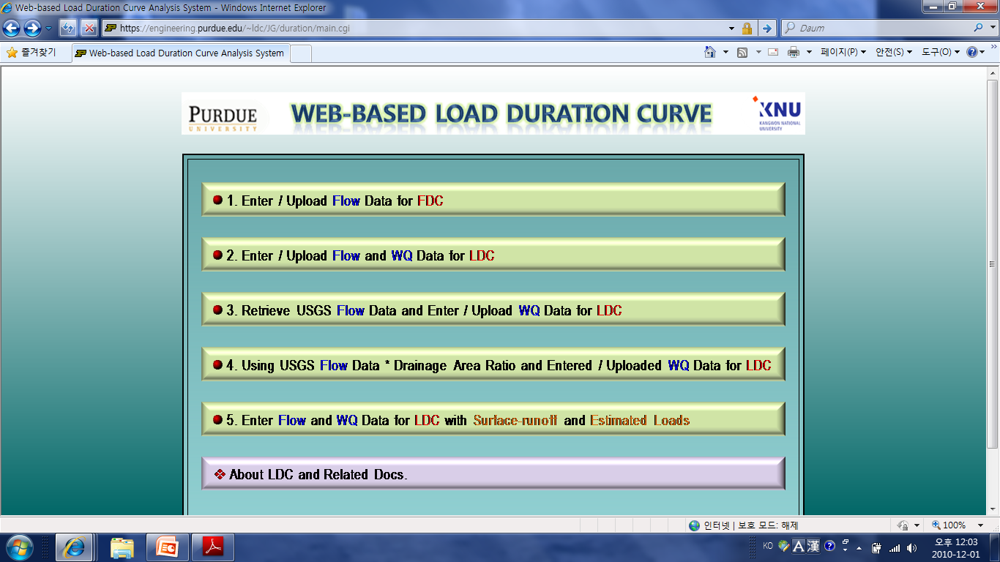 Web-based Load Duration Curve Analysis System - Windows Internet Explorer
https://engineering.purdue.edu/~ldc/JG/duration/main.cgi
Daum
즐겨찾기
Web-based Load Duration Curve Analysis System
페이지(P)
안전(S)
도구(O)
PURDUE
UNIVERSITY
WEB-BASED LOAD DURATION CURVE
KNU
KANGWON NATIONAL
UNIVERSITY
1. Enter / Upload Flow Data for FDC
2. Enter / Upload Flow and WQ Data for LDC
3. Retrieve USGS Flow Data and Enter / Upload WQ Data for LDC
4. Using USGS Flow Data * Drainage Area Ratio and Entered / Uploaded WQ Data for LDC
5. Enter Flow and WQ Data for LDC with Surface-runoff and Estimated Loads
About LDC and Related Docs.
인터넷 | 보호 모드: 해제
100%
KO
A 漢
오후 12:03
2010-12-01